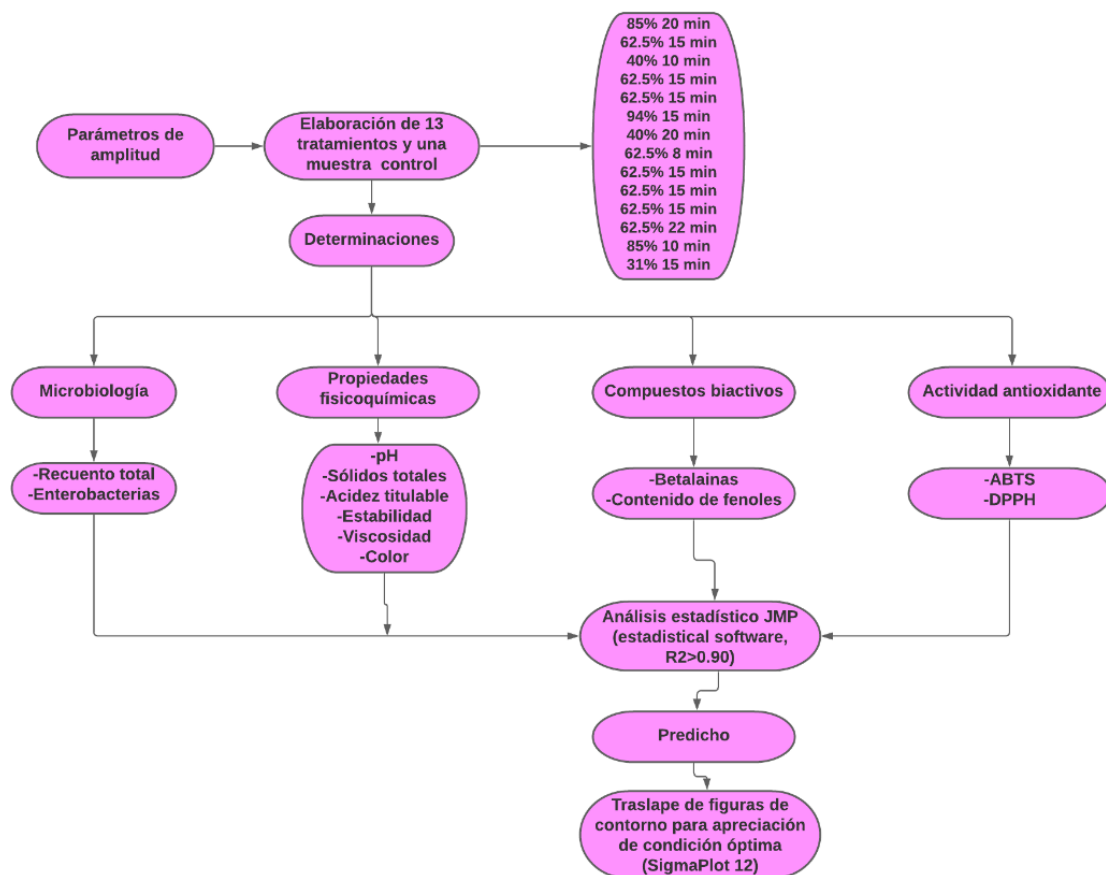 Parámetros de
amplitud
Elaboración de 13
tratamientos y una
muestra control
85% 20 min
62.5% 15 min
40% 10 min
62.5% 15 min
62.5% 15 min
94% 15 min
40% 20 min
62.5% 8 min
62.5% 15 min
62.5% 15 min
62.5% 15 min
62.5% 22 min
85% 10 min
31% 15 min
Determinaciones
Microbiología
Propiedades
fisicoquímicas
Compuestos biactivos
Actividad antioxidante
-Recuento total
-Enterobacterias
-pH
-Sólidos totales
-Acidez titulable
-Estabilidad
-Viscosidad
-Color
-Betalainas
-Contenido de fenoles
-ABTS
-DPPH
Análisis estadístico JMP
(estadistical software,
R2>0.90)
Predicho
Traslape de figuras de
contorno para apreciación
de condición óptima
(SigmaPlot 12)